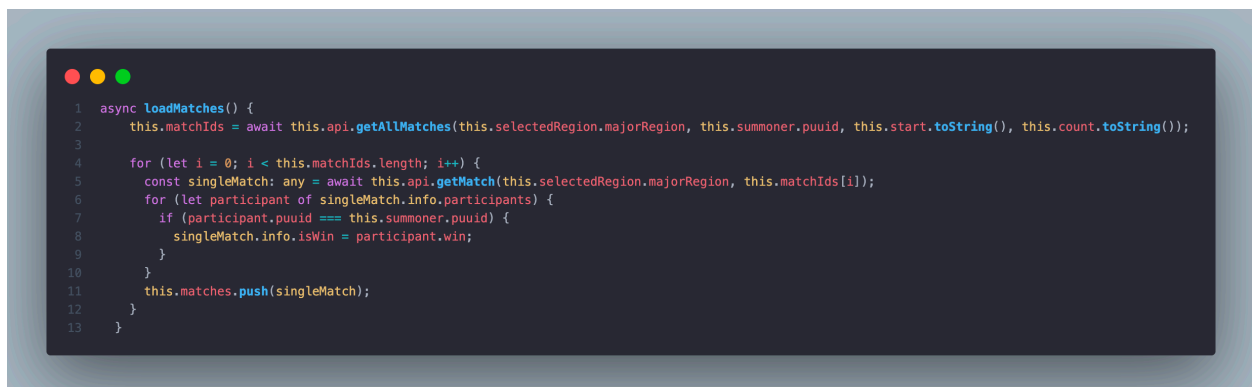 1 async loadMatches() {
2 this.matchIds = await this.api.getAllMatches(this.selectedRegion.majorRegion, this.summoner.puuid, this.start.toString(), this.count.toString());
3
4 for (let i = 0; i < this.matchIds.length; i++) {
5 const singleMatch: any = await this.api.getMatch(this.selectedRegion.majorRegion, this.matchIds[i]);
6 for (let participant of singleMatch.info.participants) {
7 if (participant.puuid === this.summoner.puuid) {
8 singleMatch.info.isWin = participant.win;
9 }
10 }
11 this.matches.push(singleMatch);
12 }
13 }